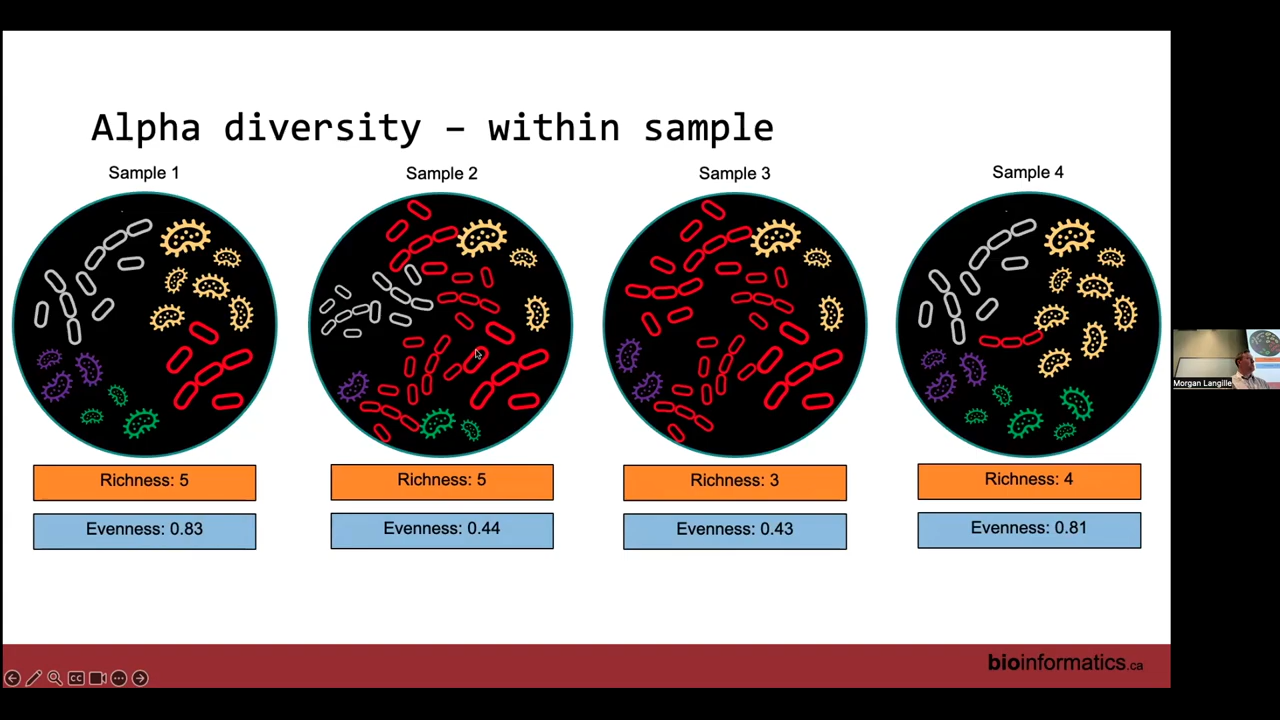 Alpha diversity – within sample
Sample 1
Sample 2
Sample 3
Sample 4
Richness: 5
Richness: 5
Richness: 3
Richness: 4
Evenness: 0.83
Evenness: 0.44
Evenness: 0.43
Evenness: 0.81
Morgan Langille
bioinformatics.ca
CC